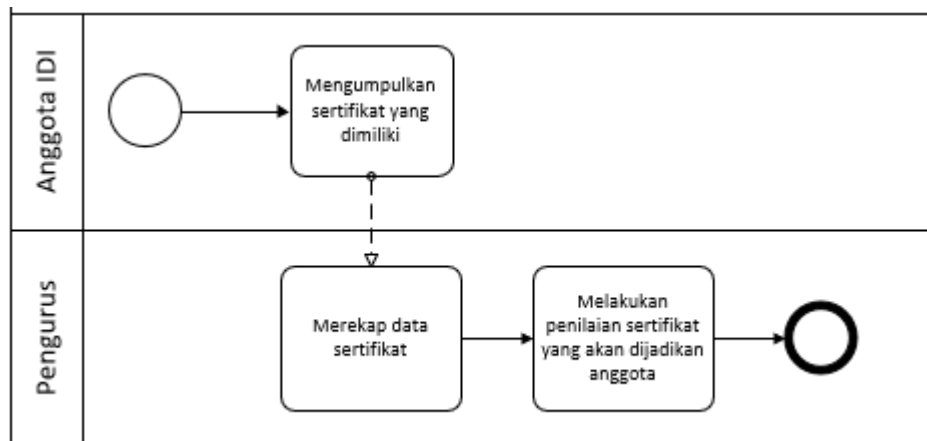 Anggota IDI
Mengumpulkan
sertifikat yang
dimiliki
Pengurus
Merekap data
sertifikat
Melakukan
penilaian sertifikat
yang akan dijadikan
anggota